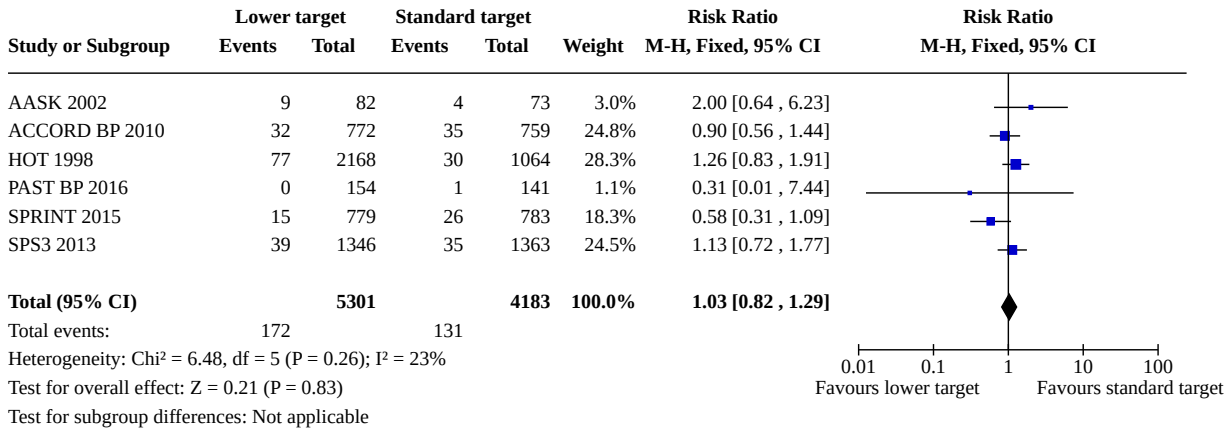 Lower target Standard target Risk Ratio Risk Ratio
Study or Subgroup Events Total Events Total Weight M-H, Fixed, 95% CI M-H, Fixed, 95% CI
AASK 2002 9 82 4 73 3.0% 2.00 [0.64 , 6.23]
ACCORD BP 2010 32 772 35 759 24.8% 0.90 [0.56 , 1.44]
HOT 1998 77 2168 30 1064 28.3% 1.26 [0.83 , 1.91]
PAST BP 2016 0 154 1 141 1.1% 0.31 [0.01 , 7.44]
SPRINT 2015 15 779 26 783 18.3% 0.58 [0.31 , 1.09]
SPS3 2013 39 1346 35 1363 24.5% 1.13 [0.72 , 1.77]
Total (95% CI) 5301 4183 100.0% 1.03 [0.82 , 1.29]
Total events: 172 131
Heterogeneity: Chi² = 6.48, df = 5 (P = 0.26); I² = 23%
Test for overall effect: Z = 0.21 (P = 0.83)
Test for subgroup differences: Not applicable
0.01 0.1 1 10 100
Favours lower target Favours standard target